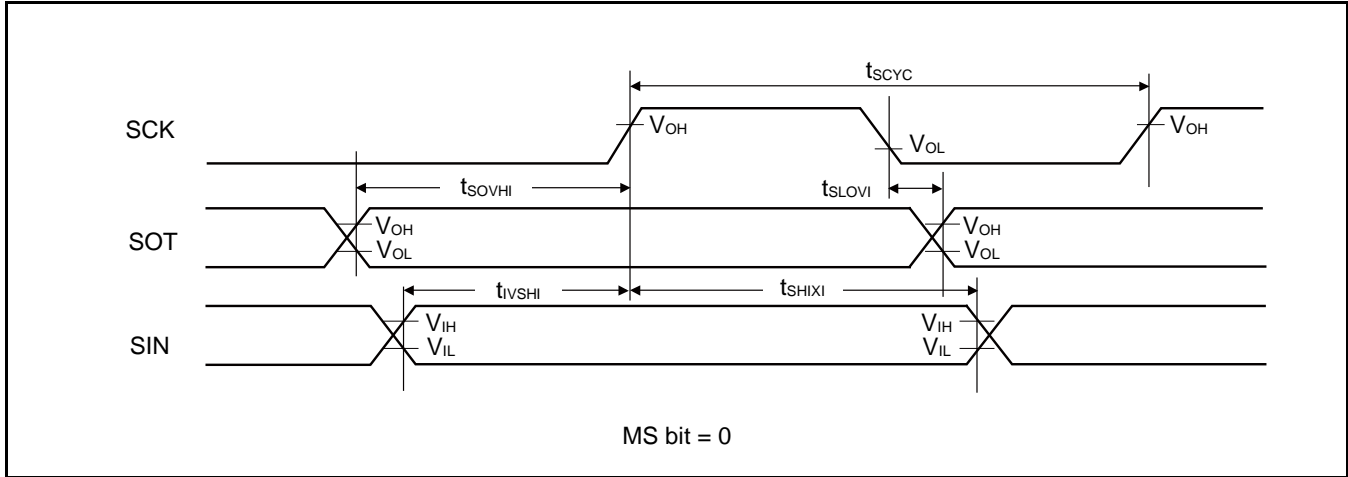 tSCYC
SCK
VOH
VOL
VOH
tSOVHI
tSLOVI
SOT
VOH
VOL
VOH
VOL
tIVSHI
tSHIXI
SIN
VIH
VIL
VIH
VIL
MS bit = 0